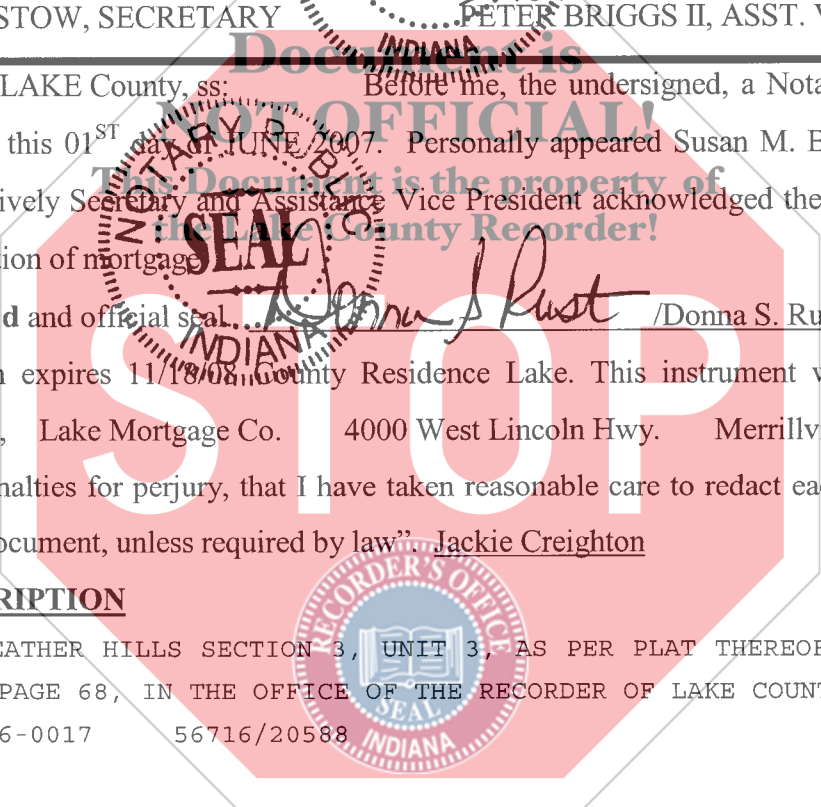 STOW, SECRETARY PETER BRIGGS II, ASST. V
INDIANA
Document is
LAKE County, ss: Before me, the undersigned, a Nota
NOT OFFICIAL!
this 01ST day of JUNE 2007. Personally appeared Susan M. B
This Document is the property of
ively Secretary and Assistance Vice President acknowledged the
the Lake County Recorder!
tion of mortgage
NOTARY PUBLIC
SEAL
INDIANA
d and official seal. Donna S Rust /Donna S. Ru
n expires 11/18/08 County Residence Lake. This instrument w
, Lake Mortgage Co. 4000 West Lincoln Hwy. Merrillv
STOP
nalties for perjury, that I have taken reasonable care to redact ea
ocument, unless required by law”. Jackie Creighton
RIPTION
EATHER HILLS SECTION 3, UNIT 3, AS PER PLAT THEREOF
PAGE 68, IN THE OFFICE OF THE RECORDER OF LAKE COUNT
6-0017 56716/20588
RECORDER'S OFFICE
SEAL
INDIANA